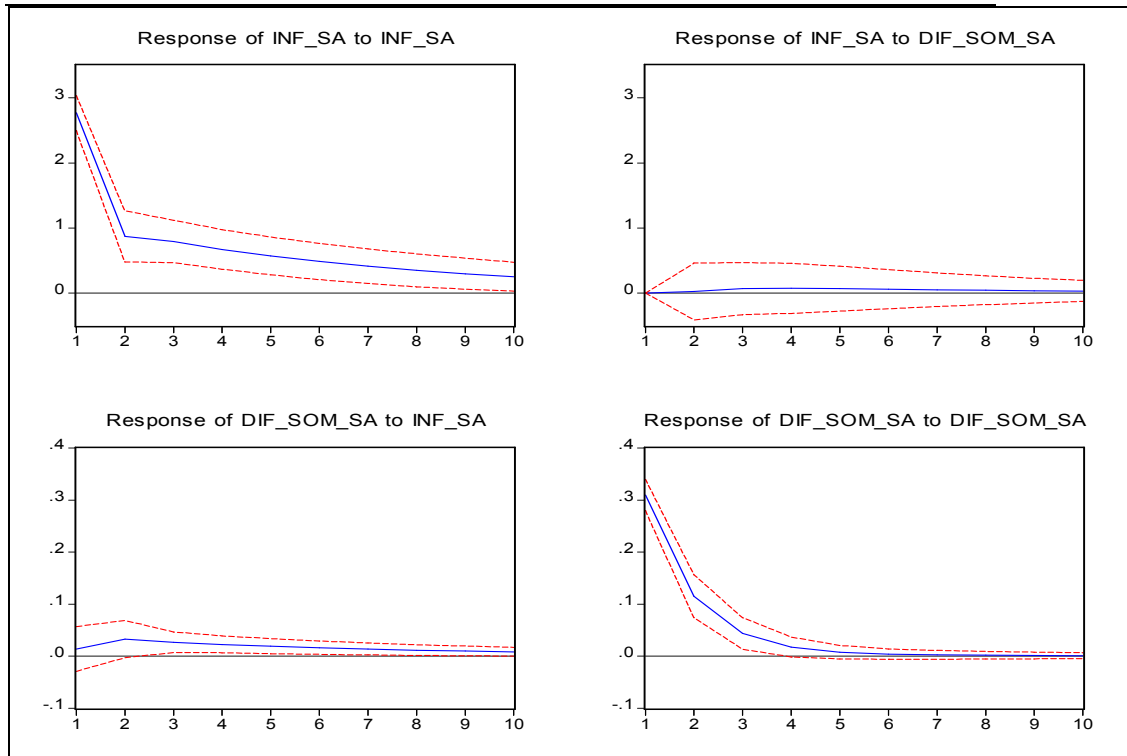 Response of INF_SA to INF_SA
Response of INF_SA to DIF_SOM_SA
3
2
1
0
1 2 3 4 5 6 7 8 9 10
3
2
1
0
1 2 3 4 5 6 7 8 9 10
Response of DIF_SOM_SA to INF_SA
Response of DIF_SOM_SA to DIF_SOM_SA
.4
.3
.2
.1
.0
-.1
1 2 3 4 5 6 7 8 9 10
.4
.3
.2
.1
.0
-.1
1 2 3 4 5 6 7 8 9 10